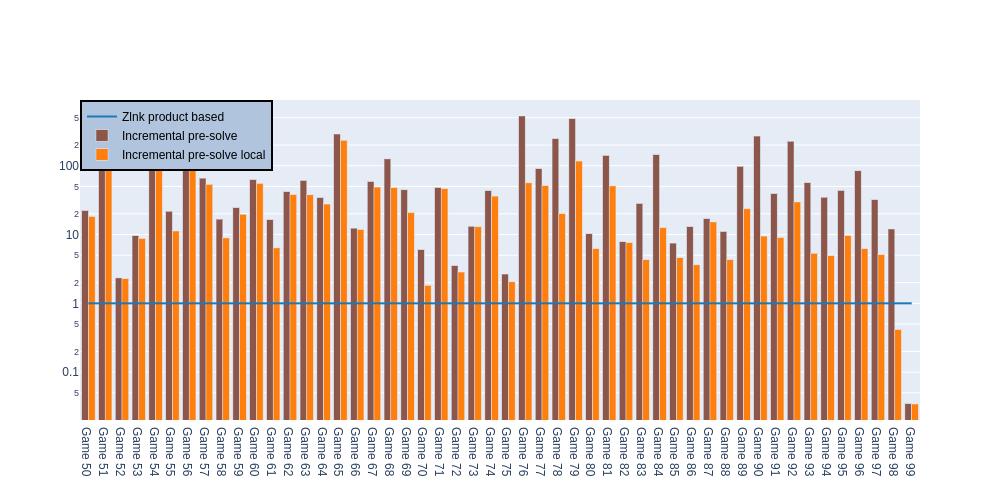 Zlnk product based
Incremental pre-solve
Incremental pre-solve local
5
2
100
5
2
10
5
2
1
5
2
0.1
5
Game 50
Game 51
Game 52
Game 53
Game 54
Game 55
Game 56
Game 57
Game 58
Game 59
Game 60
Game 61
Game 62
Game 63
Game 64
Game 65
Game 66
Game 67
Game 68
Game 69
Game 70
Game 71
Game 72
Game 73
Game 74
Game 75
Game 76
Game 77
Game 78
Game 79
Game 80
Game 81
Game 82
Game 83
Game 84
Game 85
Game 86
Game 87
Game 88
Game 89
Game 90
Game 91
Game 92
Game 93
Game 94
Game 95
Game 96
Game 97
Game 98
Game 99